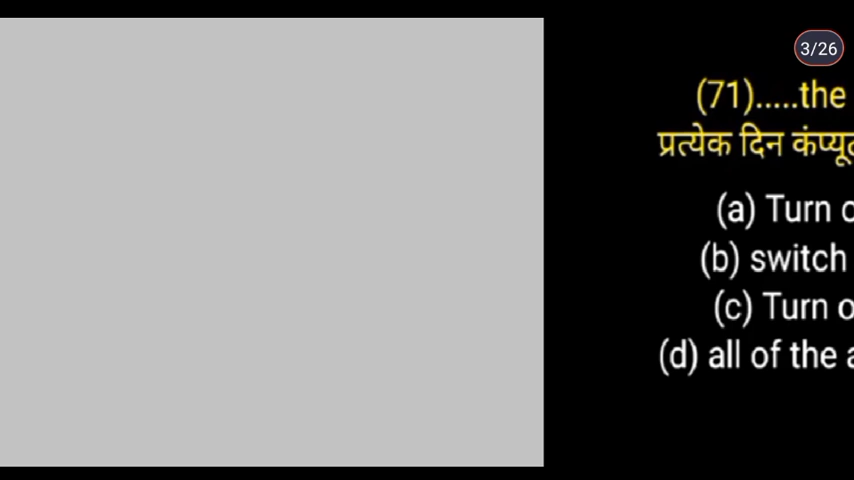 3/26
(71).....the
प्रत्येक दिन
(a) Turn
(b) switch
(c) Turn
(d) all of the